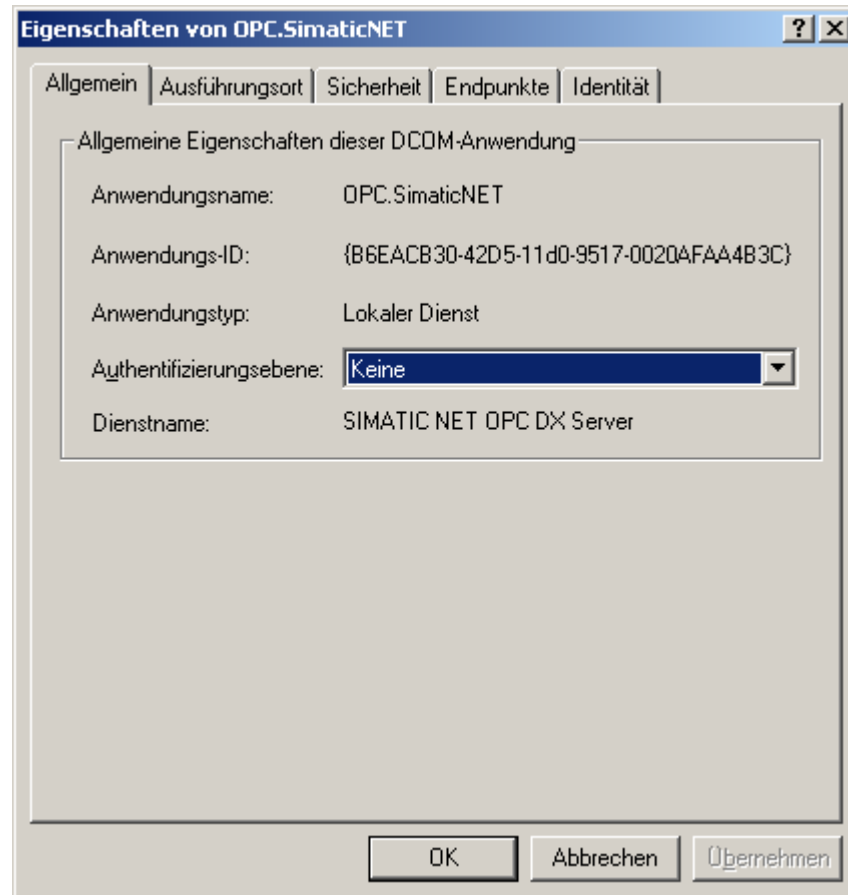 Eigenschaften von OPC.SimaticNET
Allgemein Ausführungsort Sicherheit Endpunkte Identität
Allgemeine Eigenschaften dieser DCOM-Anwendung
Anwendungsname: OPC.SimaticNET
Anwendungs-ID: {B6EACB30-42D5-11d0-9517-0020AFAA4B3C}
Anwendungstyp: Lokaler Dienst
Authentifizierungsebene: Keine
Dienstname: SIMATIC NET OPC DX Server
OK Abbrechen Übernehmen